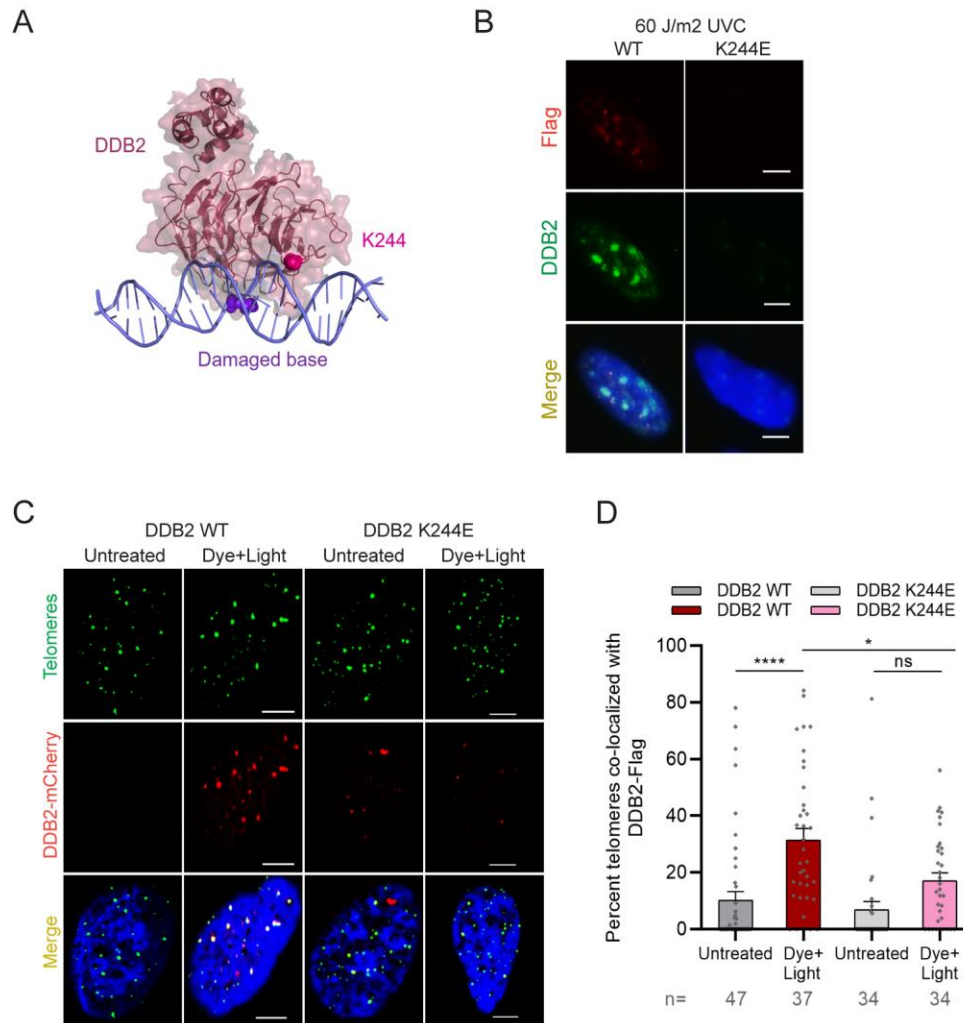 A
DDB2
K244
Damaged base
B
60 J/m2 UVC
WT K244E
Flag
DDB2
Merge
C
DDB2 WT DDB2 K244E
Untreated Dye+Light Untreated Dye+Light
Telomeres
DDB2-mCherry
Merge
D
DDB2 WT DDB2 K244E
DDB2 WT DDB2 K244E
Percent telomeres co-localized with
DDB2-Flag
100
80
60
40
20
0
*
**** ns
Untreated Dye+ Untreated Dye+
Light Light
n= 47 37 34 34